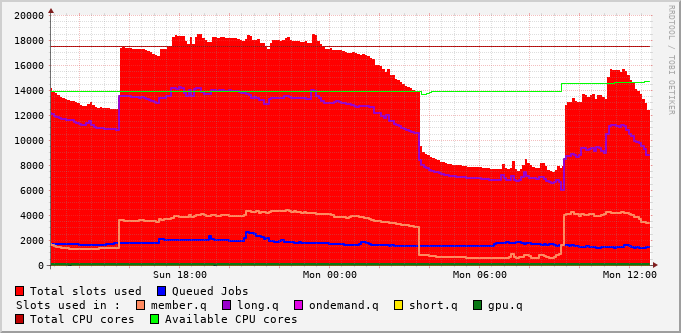 20000
18000
16000
14000
12000
10000
8000
6000
4000
2000
0
Sun 18:00 Mon 00:00 Mon 06:00 Mon 12:00
RRDTOOL / TOBI OETIKER
Total slots used Queued Jobs
Slots used in : member.q long.q ondemand.q short.q gpu.q
Total CPU cores Available CPU cores